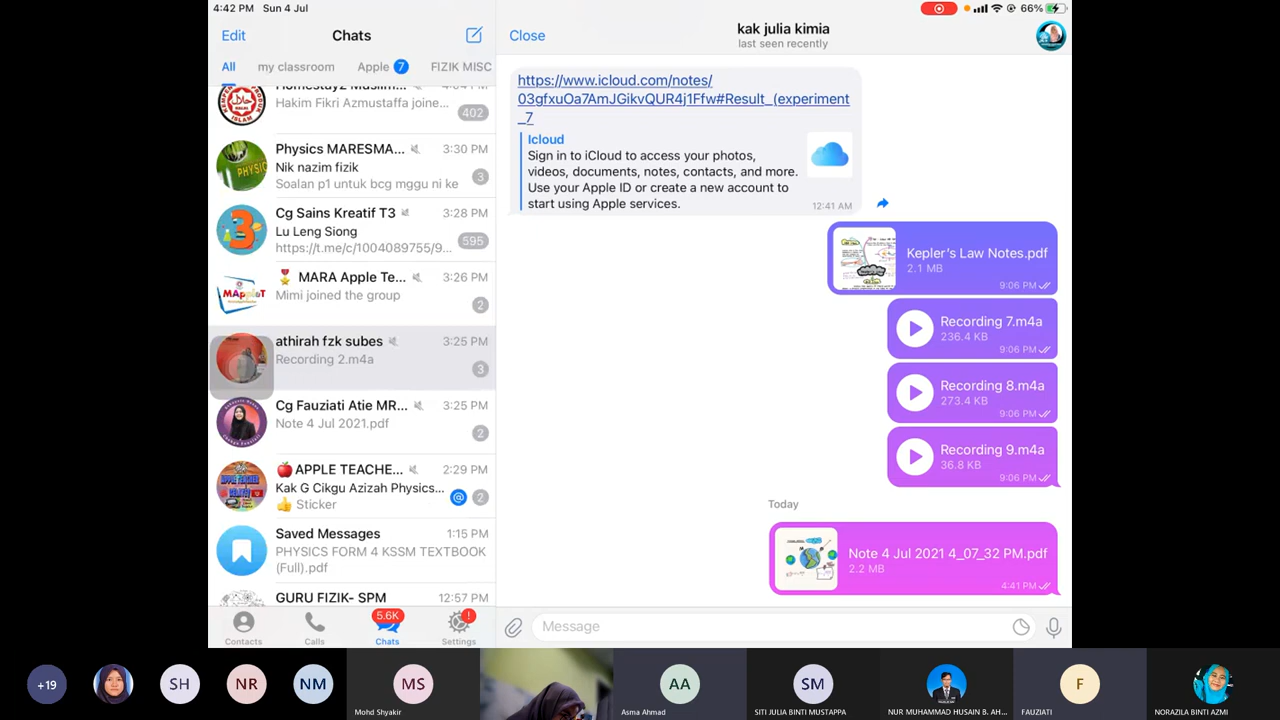 4:42 PM Sun 4 Jul
66%
Edit
Chats
All
my classroom
Apple 7
FIZIK MISC
Hakim Fikri Azmustaffa joine...
402
Physics MARESMA...
3:30 PM
Nik nazim fizik
Soalan p1 untuk bcg mggu ni ke
3
Cg Sains Kreatif T3
3:28 PM
Lu Leng Siong
https://t.me/c/1004089755/9...
595
MARA Apple Te...
3:26 PM
Mimi joined the group
2
athirah fzk subes
3:25 PM
Recording 2.m4a
3
Cg Fauziati Atie MR...
3:25 PM
Note 4 Jul 2021.pdf
2
APPLE TEACHE...
2:29 PM
Kak G Cikgu Azizah Physics...
👍 Sticker
@ 2
Saved Messages
1:15 PM
PHYSICS FORM 4 KSSM TEXTBOOK
(Full).pdf
GURU FIZIK- SPM
12:57 PM
5.6K
!
Contacts
Calls
Chats
Settings
Close
kak julia kimia
last seen recently
https://www.icloud.com/notes/
03gfxuOa7AmJGikvQUR4j1Ffw#Result_(experiment
_7
Icloud
Sign in to iCloud to access your photos,
videos, documents, notes, contacts, and more.
Use your Apple ID or create a new account to
start using Apple services.
12:41 AM
Kepler's Law Notes.pdf
2.1 MB
9:06 PM
Recording 7.m4a
236.4 KB
9:06 PM
Recording 8.m4a
273.4 KB
9:06 PM
Recording 9.m4a
36.8 KB
9:06 PM
Today
Note 4 Jul 2021 4_07_32 PM.pdf
2.2 MB
4:41 PM
Message
+19
SH
NR
NM
MS
Mohd Shyakir
AA
Asma Ahmad
SM
SITI JULIA BINTI MUSTAPPA
NUR MUHAMMAD HUSAIN B. AH...
F
FAUZIATI
NORAZILA BINTI AZMI